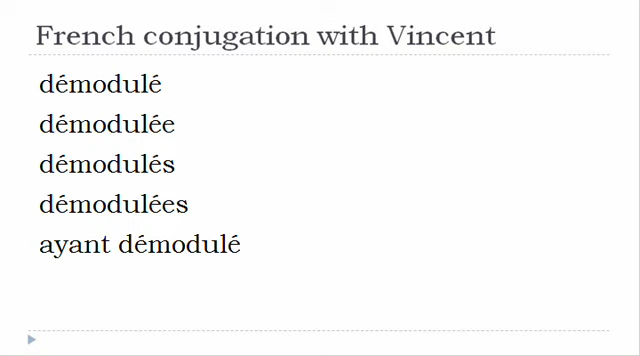 French conjugation with Vincent
démodulé
démodulée
démodulés
démodulées
ayant démodulé